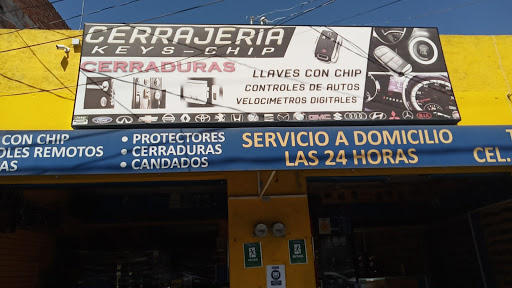 CERRAJERIA
KEYS-CHIP
CERRADURAS
LLAVES CON CHIP
CONTROLES DE AUTOS
VELOCIMETROS DIGITALES
CON CHIP
OLES REMOTOS
AS
• PROTECTORES
• CERRADURAS
• CANDADOS
SERVICIO A DOMICILIO
LAS 24 HORAS
T
CEL.